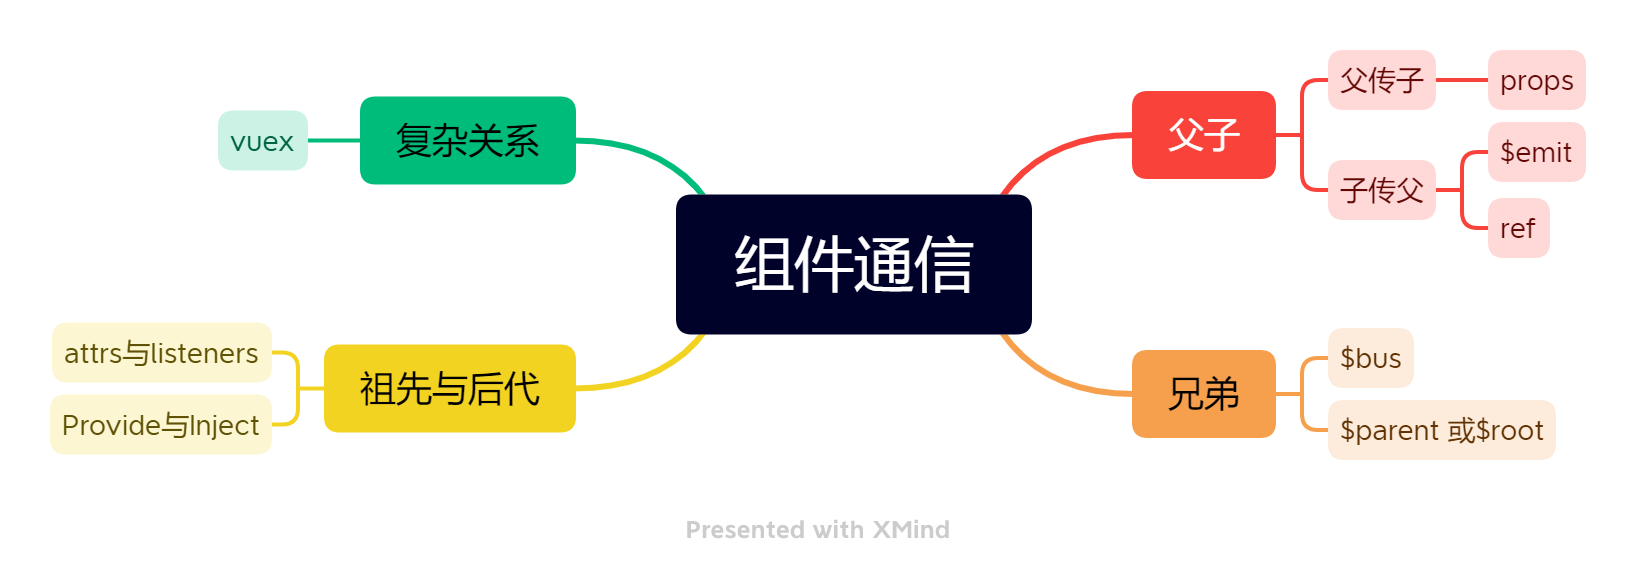 组件通信
父子
父传子
props
子传父
$emit
ref
兄弟
$bus
$parent 或$root
复杂关系
vuex
祖先与后代
attrs与listeners
Provide与Inject
Presented with XMind